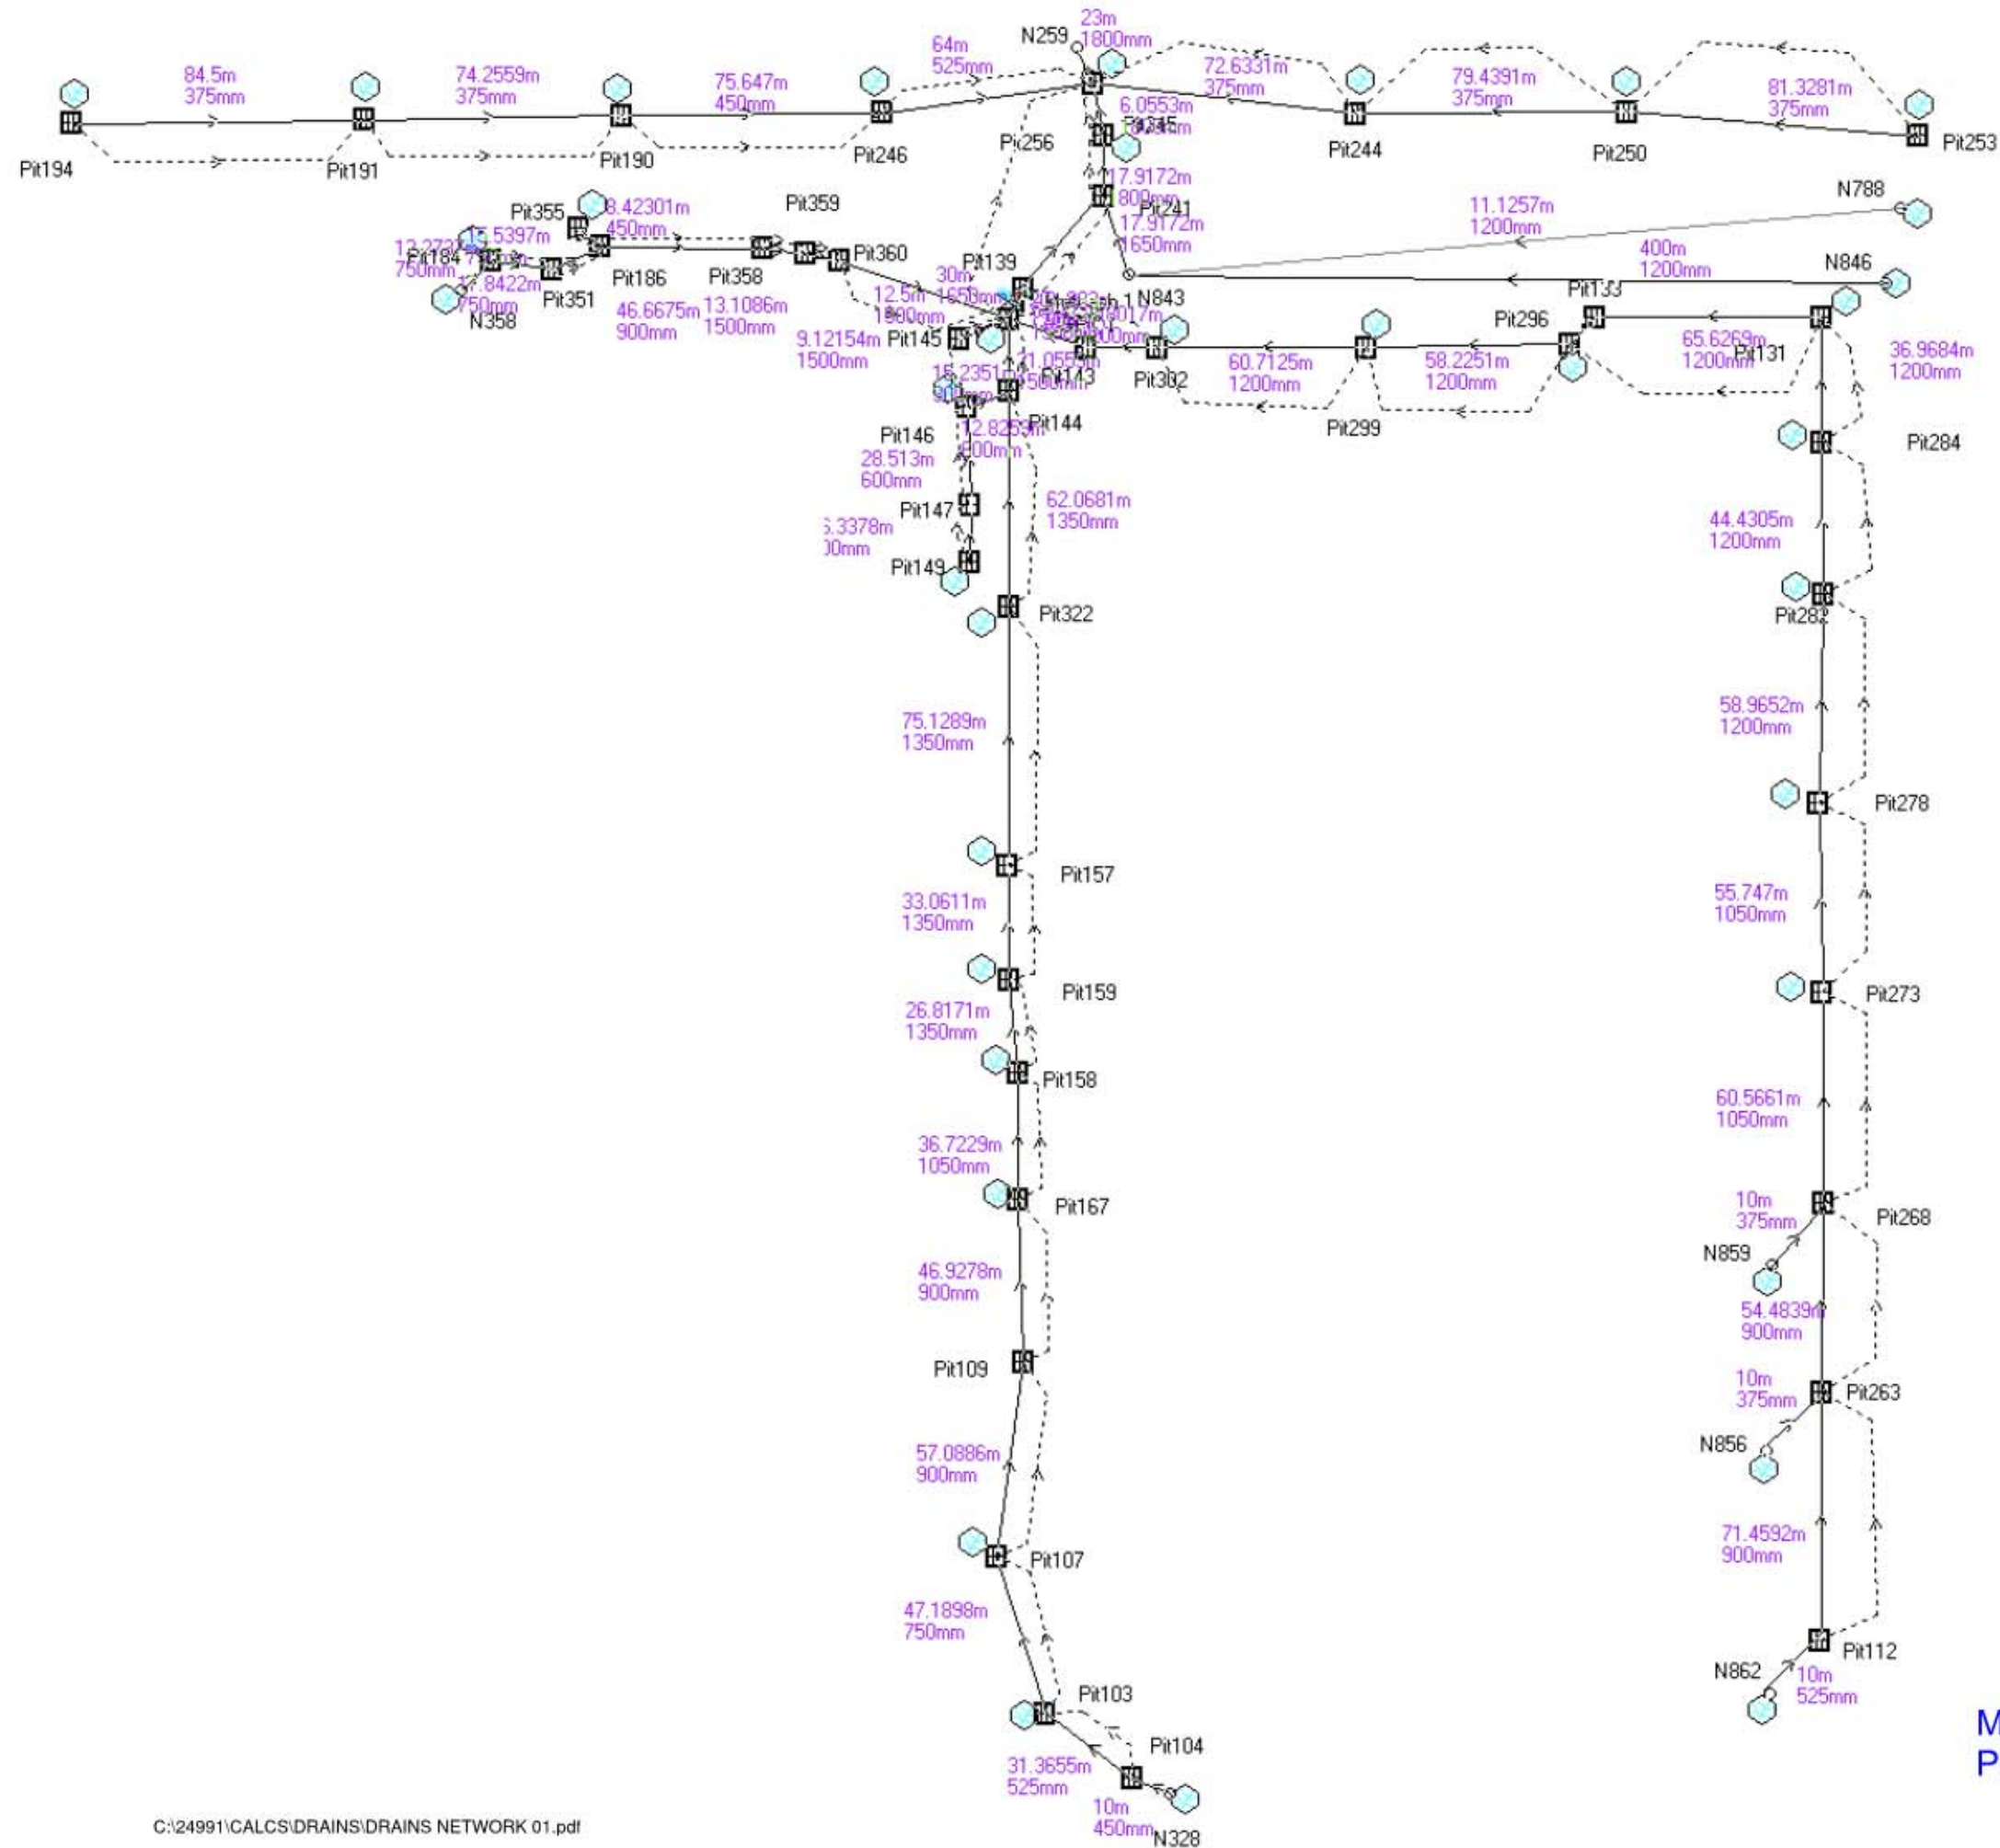 N259
23m
1800mm
64m
525mm
84.5m
375mm
74.2559m
375mm
75.647m
450mm
72.6331m
375mm
79.4391m
375mm
81.3281m
375mm
6.0553m
Pit194
Pit191
Pit190
Pit246
Pit256
Pit244
Pit250
Pit253
N788
17.9172m
Pit241
17.9172m
1650mm
11.1257m
1200mm
400m
1200mm
N846
Pit355
8.42301m
450mm
Pit359
Pit184
750mm
750mm
N358
Pit351
Pit186
Pit358
Pit360
46.6675m
900mm
13.1086m
1500mm
9.12154m
1500mm
Pit139
30m
1650mm
12.5m
N843
Pit145
Pit143
Pit302
Pit144
60.7125m
1200mm
Pit299
58.2251m
1200mm
Pit296
Pit133
65.6269m
1200mm
Pit131
36.9684m
1200mm
Pit284
Pit146
28.513m
600mm
Pit147
Pit149
62.0681m
1350mm
Pit322
44.4305m
1200mm
Pit282
75.1289m
1350mm
58.9652m
1200mm
Pit278
Pit157
33.0611m
1350mm
55.747m
1050mm
Pit159
Pit273
26.8171m
1350mm
Pit158
60.5661m
1050mm
36.7229m
1050mm
Pit167
10m
375mm
Pit268
N859
46.9278m
900mm
54.4839m
900mm
Pit109
10m
375mm
Pit263
N856
57.0886m
900mm
71.4592m
900mm
Pit107
47.1898m
750mm
Pit112
N862
10m
525mm
Pit103
Pit104
31.3655m
525mm
10m
450mm
N328
M
P
C:\24991\CALCS\DRAINS\DRAINS NETWORK 01.pdf